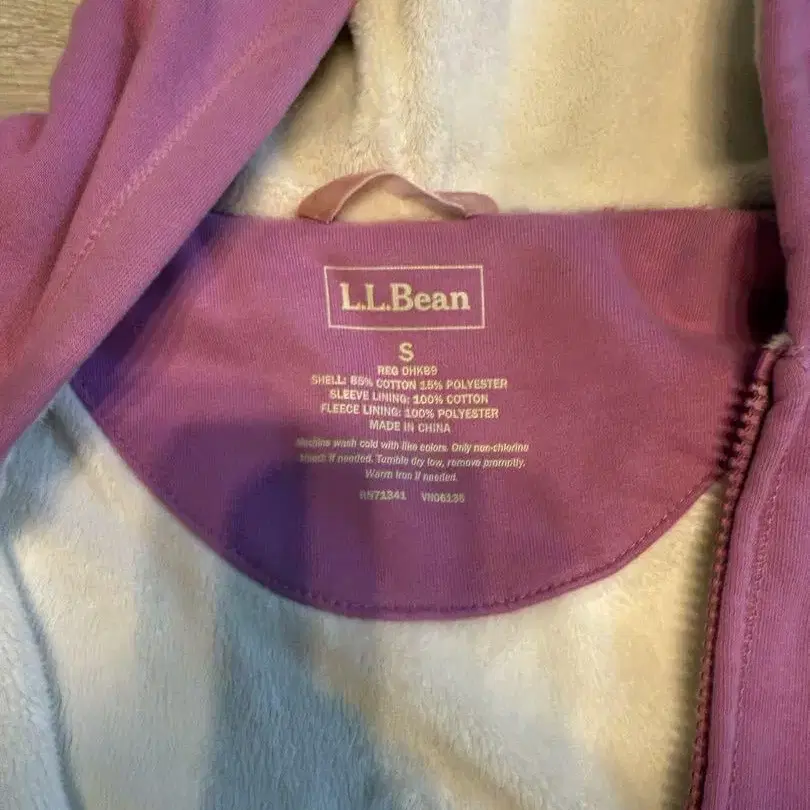 L.L.Bean
S
REG OHK89
SHELL: 85% COTTON 15% POLYESTER
SLEEVE LINING: 100% COTTON
FLEECE LINING: 100% POLYESTER
MADE IN CHINA
Machine wash cold with like colors. Only non-chlorine
bleach if needed. Tumble dry low, remove promptly.
Warm iron if needed.
RN71341